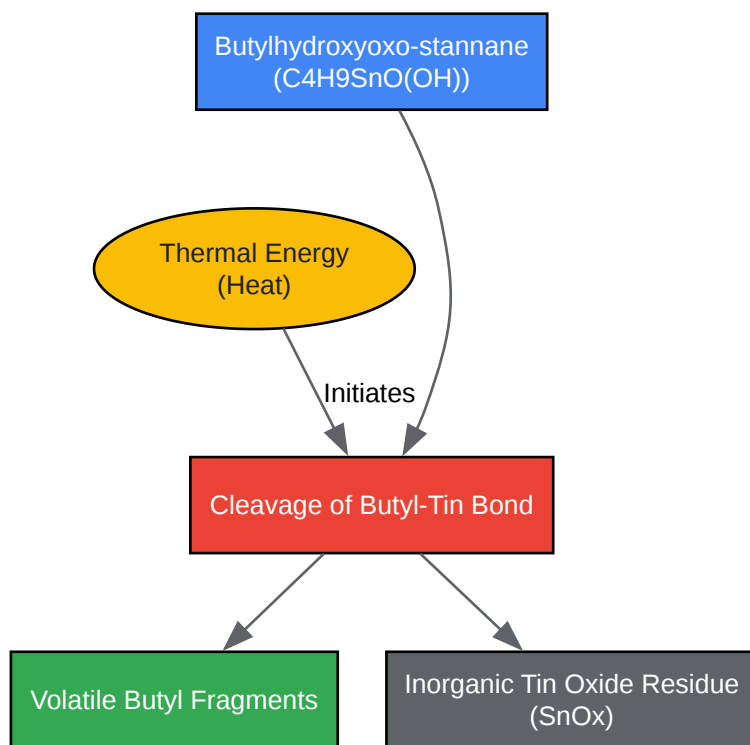 Butylhydroxyoxo-stannane
(C4H9SnO(OH))
Thermal Energy
(Heat)
Initiates
Cleavage of Butyl-Tin Bond
Volatile Butyl Fragments
Inorganic Tin Oxide Residue
(SnOx)